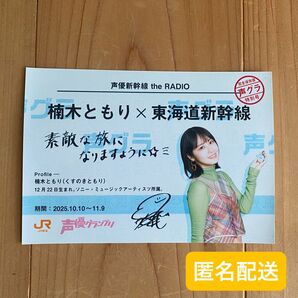 声優新幹線 the RADIO
楠木ともり×東海道新幹線
声グラ
特別号
素敵な旅に
なりますように☆ミ
Profile
楠木ともり(くすのきともり)
12月22日生まれ。ソニー・ミュージックアーティスツ所属。
期間：2025.10.10〜11.9
JR
声優グランプリ
匿名配送